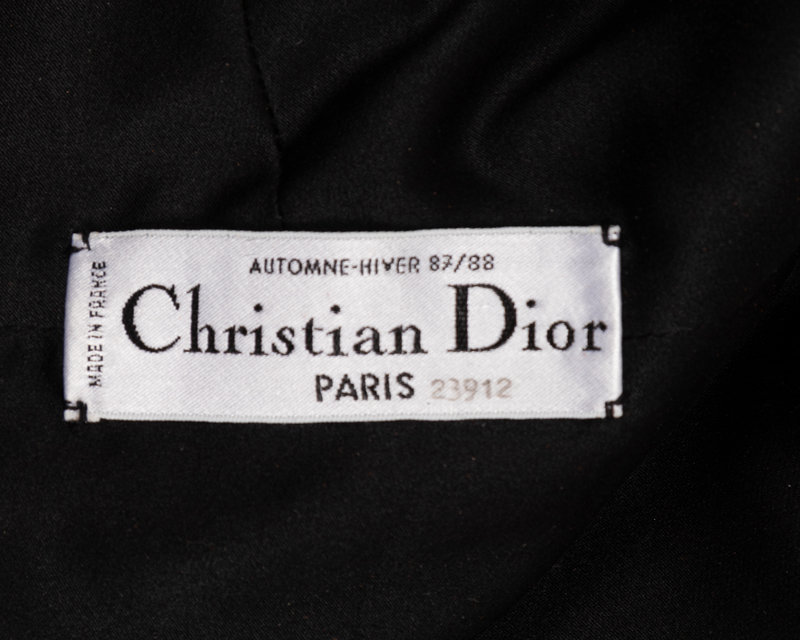 AUTOMNE-HIVER 87/88
MADE IN FRANCE
Christian Dior
PARIS 23912